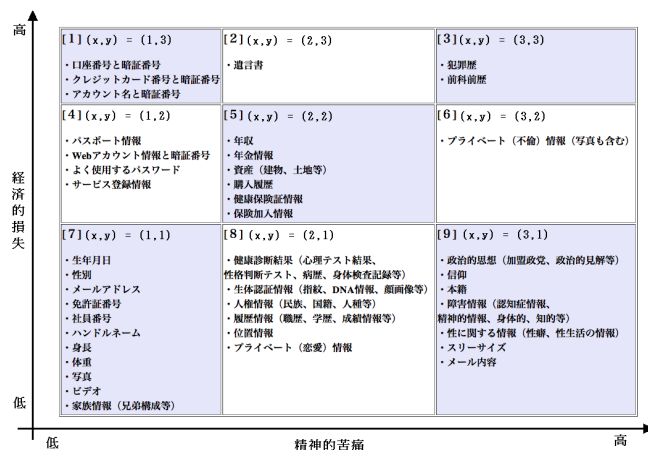 高
[1](x,y) = (1,3)
・口座番号と暗証番号
・クレジットカード番号と暗証番号
・アカウント名と暗証番号
[2](x,y) = (2,3)
・遺言書
[3](x,y) = (3,3)
・犯罪歴
・前科前歴
[4](x,y) = (1,2)
・パスポート情報
・Webアカウント情報と暗証番号
・よく使用するパスワード
・サービス登録情報
[5](x,y) = (2,2)
・年収
・年金情報
・資産（建物、土地等）
・購入履歴
・健康保険証情報
・保険加入情報
[6](x,y) = (3,2)
・プライベート（不倫）情報（写真も含む）
経済的損失
[7](x,y) = (1,1)
・生年月日
・性別
・メールアドレス
・免許証番号
・社員番号
・ハンドルネーム
・身長
・体重
・写真
・ビデオ
・家族情報（兄弟構成等）
[8](x,y) = (2,1)
・健康診断結果（心理テスト結果、
性格判断テスト、病歴、身体検査記録等）
・生体認証情報（指紋、DNA情報、顔画像等）
・人権情報（民族、国籍、人種等）
・履歴情報（職歴、学歴、成績情報等）
・位置情報
・プライベート（恋愛）情報
[9](x,y) = (3,1)
・政治的思想（加盟政党、政治的見解等）
・信仰
・本籍
・障害情報（認知症情報、
精神的情報、身体的、知的等）
・性に関する情報（性癖、性生活の情報）
・スリーサイズ
・メール内容
低
低
精神的苦痛
高